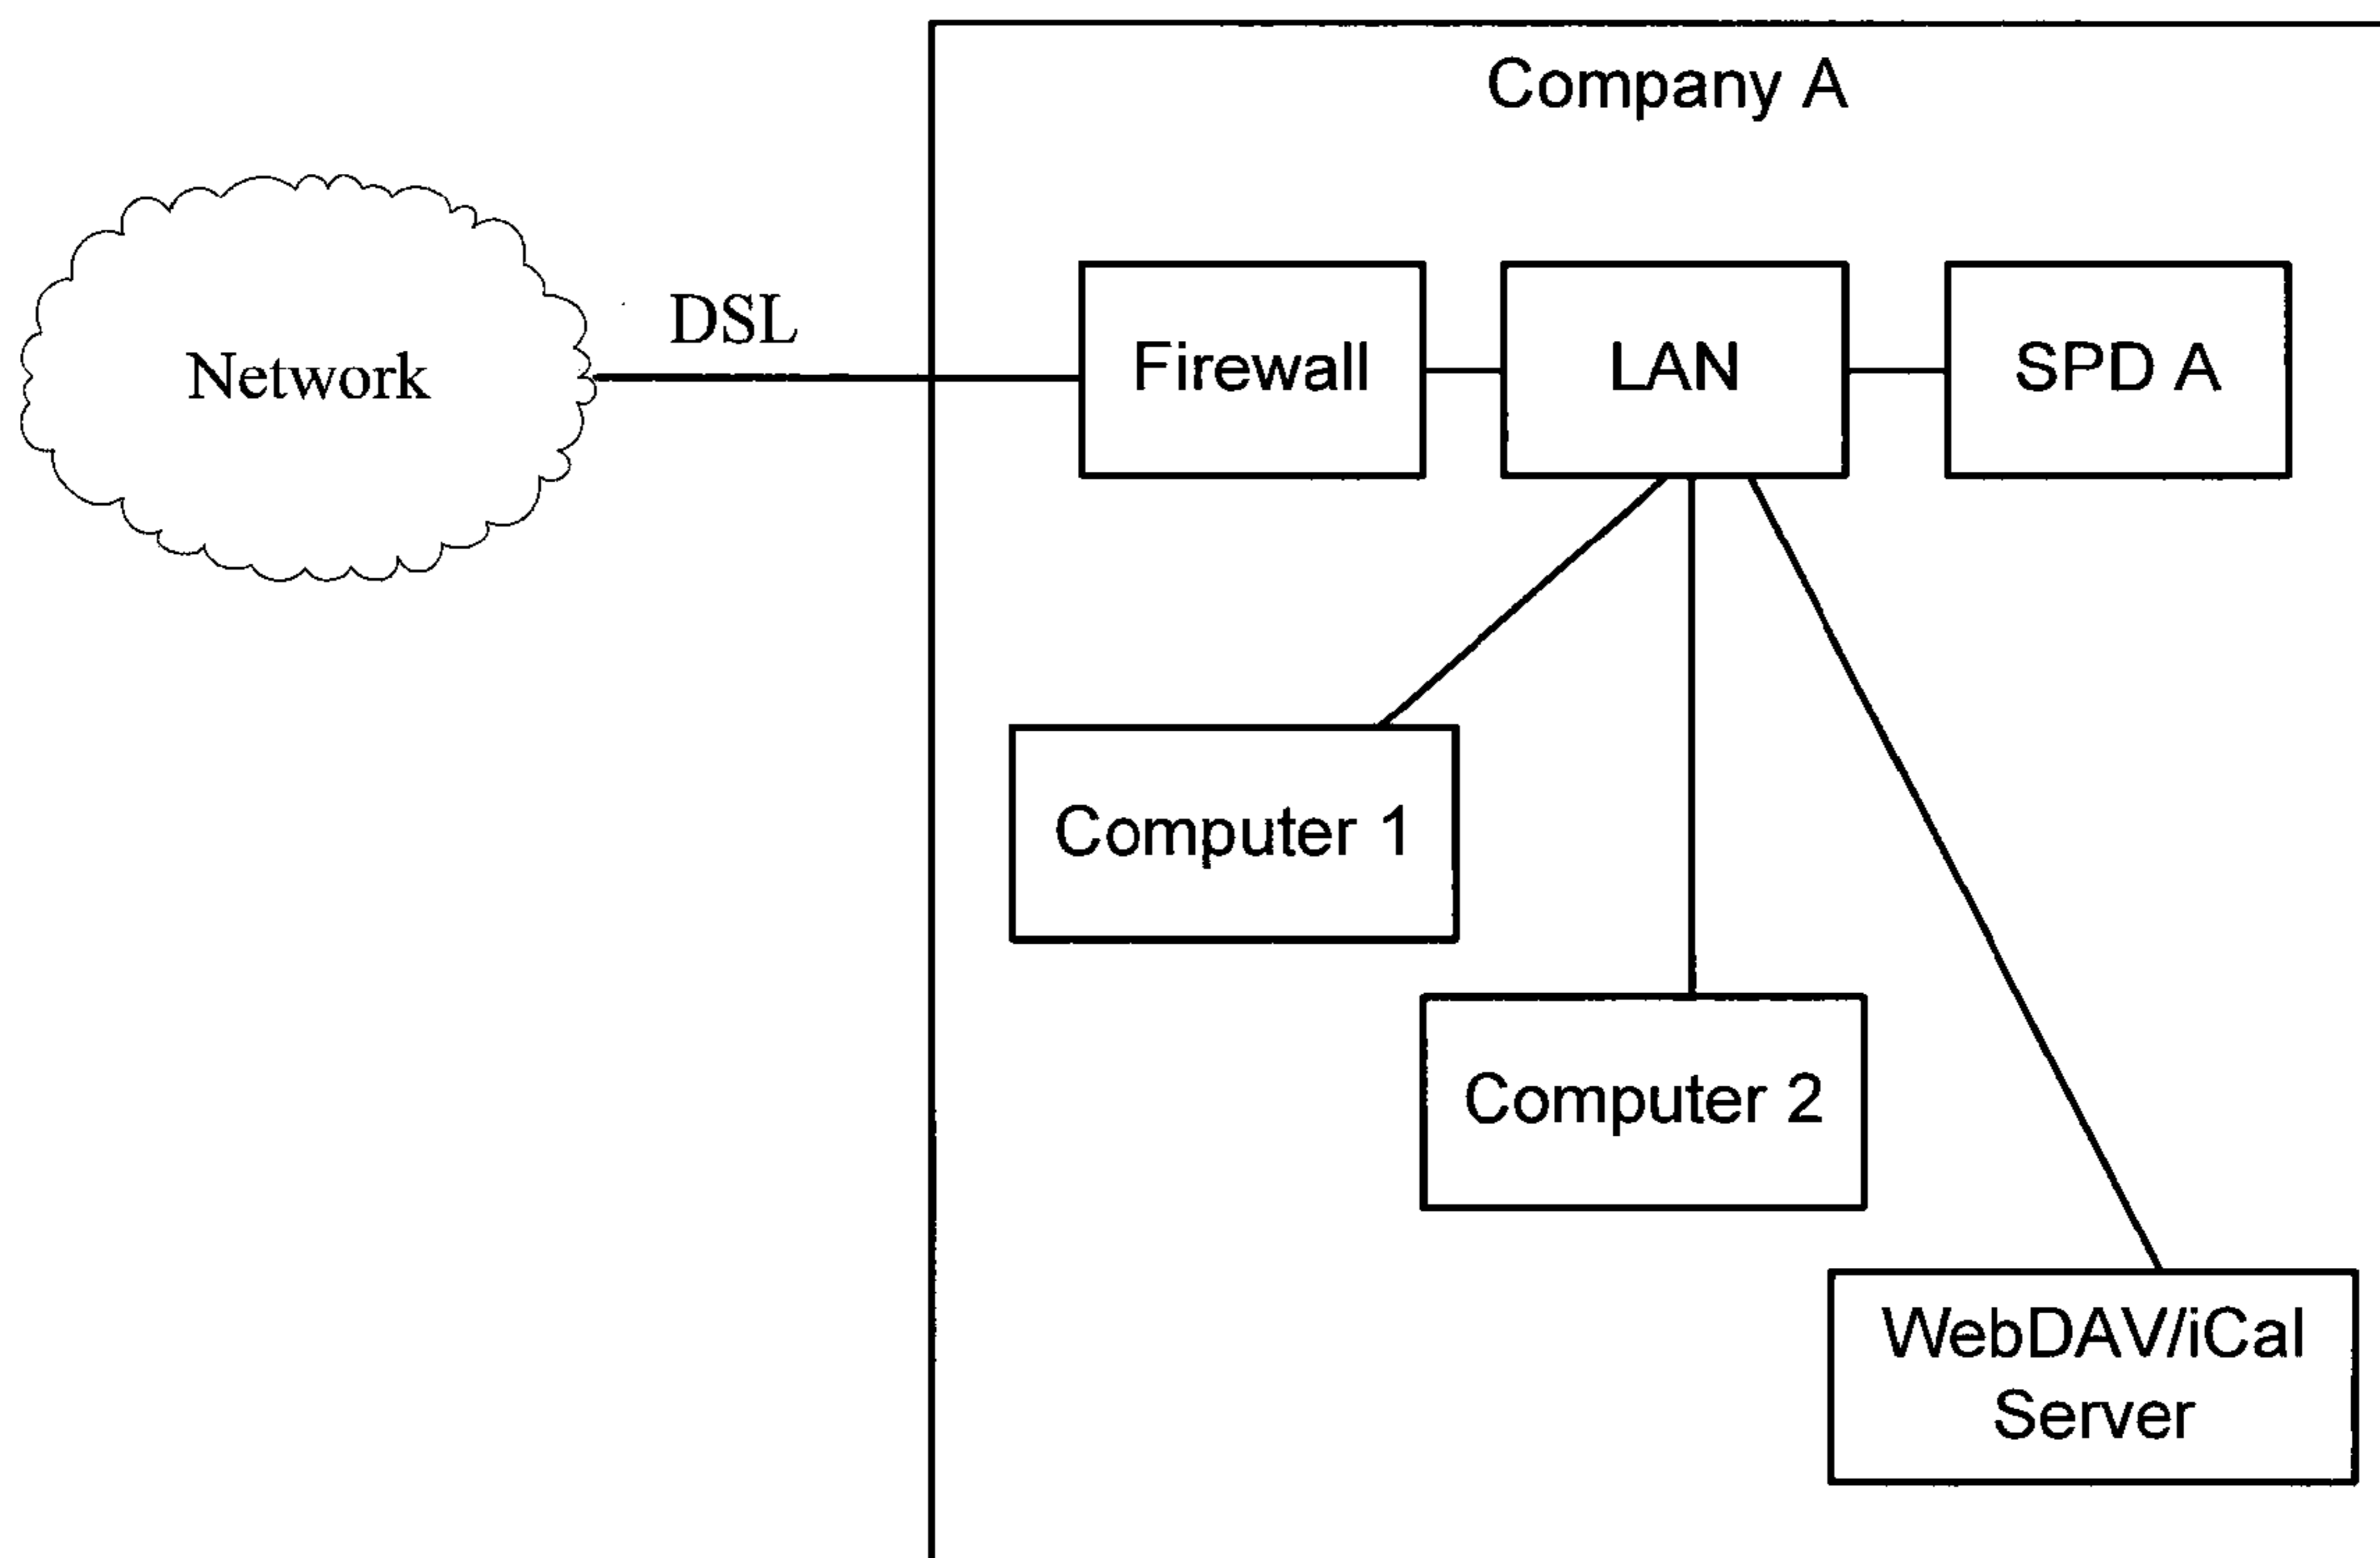 Company A
Network
DSL
Firewall
LAN
SPD A
Computer 1
Computer 2
WebDAV/iCal
Server